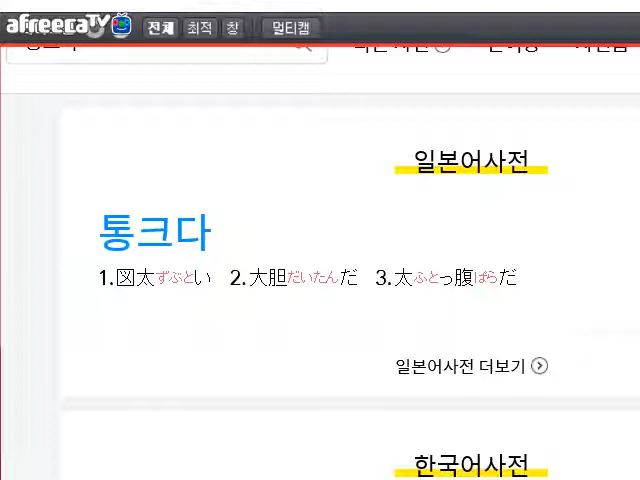 afreecaTV 전체 최적 창 멀티캠
일본어사전
통크다
1.図太ずぶとい 2.大胆だいたんだ 3.太ふとっ腹ばらだ
일본어사전 더보기
한국어사전